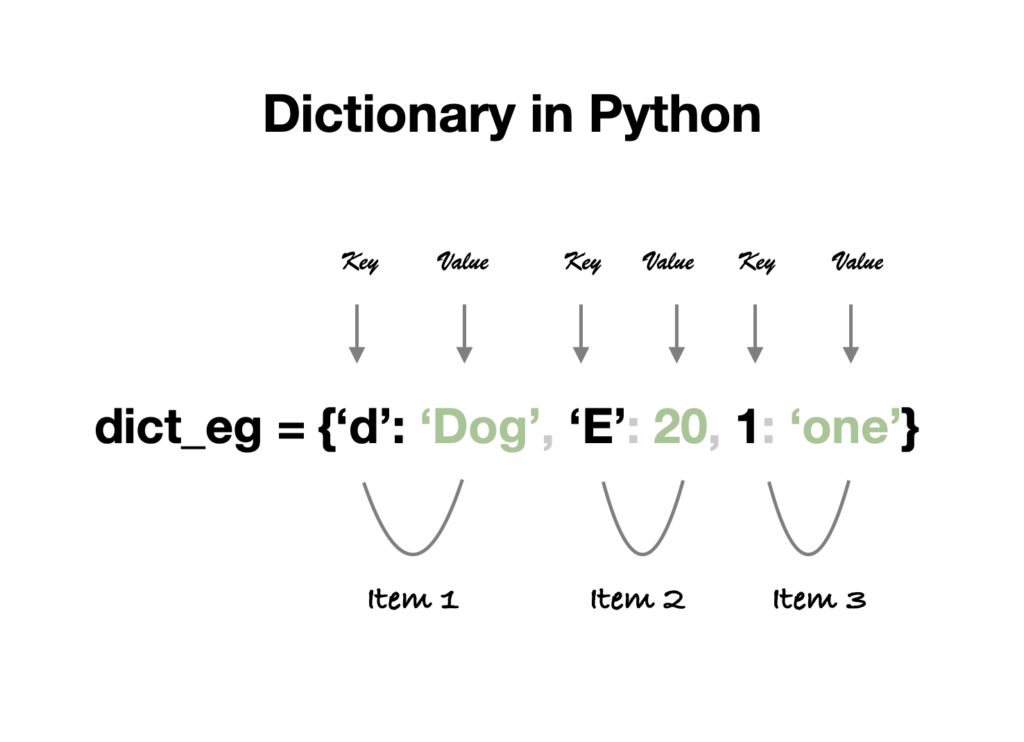 Dictionary in Python
Key Value Key Value Key Value
dict_eg = {‘d’: ‘Dog’, ‘E’: 20, 1: ‘one’}
Item 1 Item 2 Item 3